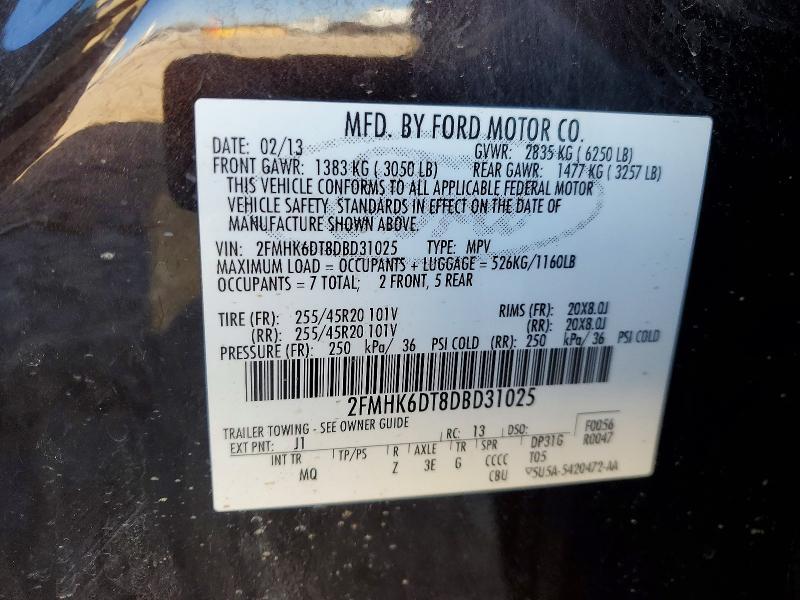 MFD. BY FORD MOTOR CO.
DATE: 02/13 GVWR: 2835 KG ( 6250 LB)
FRONT GAWR: 1383 KG ( 3050 LB) REAR GAWR: 1477 KG ( 3257 LB)
THIS VEHICLE CONFORMS TO ALL APPLICABLE FEDERAL MOTOR
VEHICLE SAFETY. STANDARDS IN EFFECT ON THE DATE OF
MANUFACTURE SHOWN ABOVE.
VIN: 2FMHK6DT8DBD31025 TYPE: MPV
MAXIMUM LOAD = OCCUPANTS + LUGGAGE = 526KG/1160LB
OCCUPANTS = 7 TOTAL; 2 FRONT, 5 REAR
TIRE (FR): 255/45R20 101V RIMS (FR): 20X8.0J
(RR): 255/45R20 101V (RR): 20X8.0J
PRESSURE (FR): 250 kPa/ 36 PSI COLD (RR): 250 kPa/ 36 PSI COLD
2FMHK6DT8DBD31025
TRAILER TOWING - SEE OWNER GUIDE
EXT PNT: J1 RC: 13 DSO: F0056
R0047
INT TR TP/PS R AXLE TR SPR DP31G
MQ Z 3E G CCCC T05
CBU 5U5A-5420472-AA